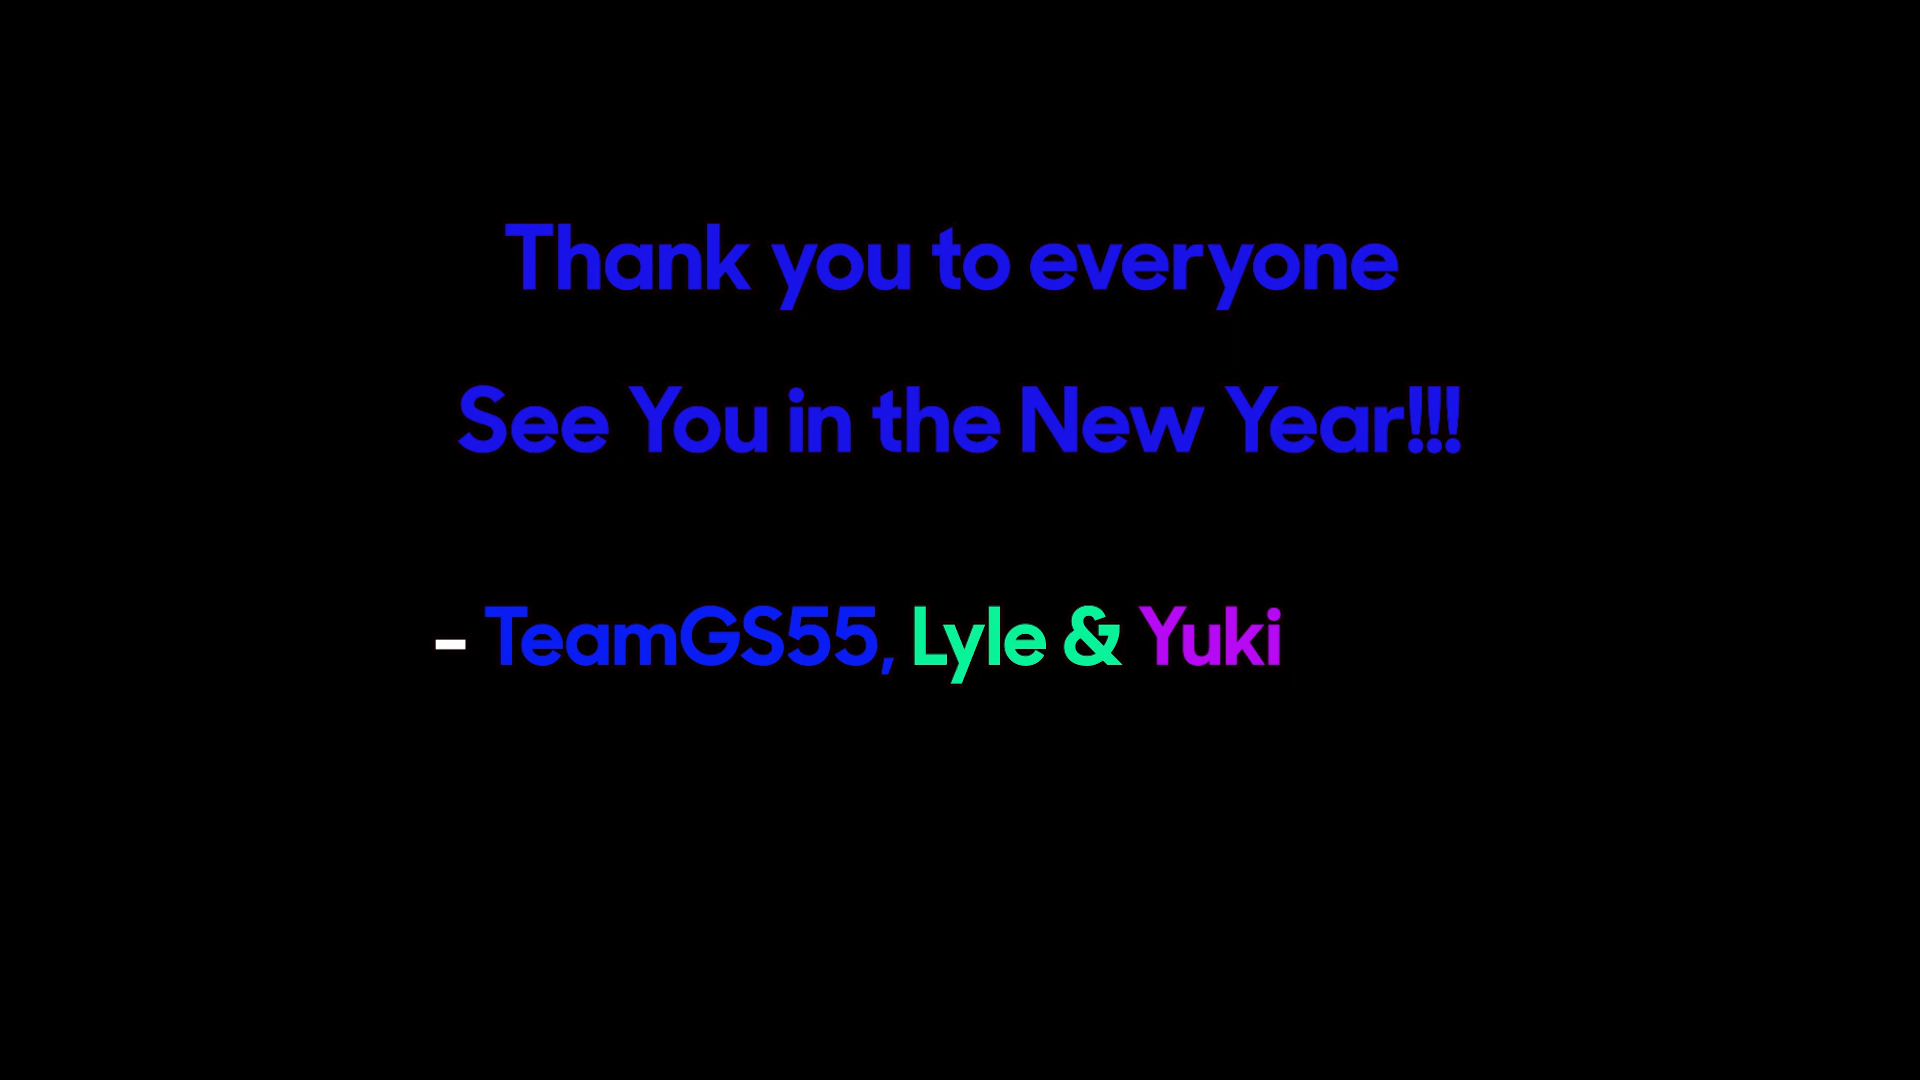 Thank you to everyone
See You in the New Year!!!
- TeamGS55, Lyle & Yuki